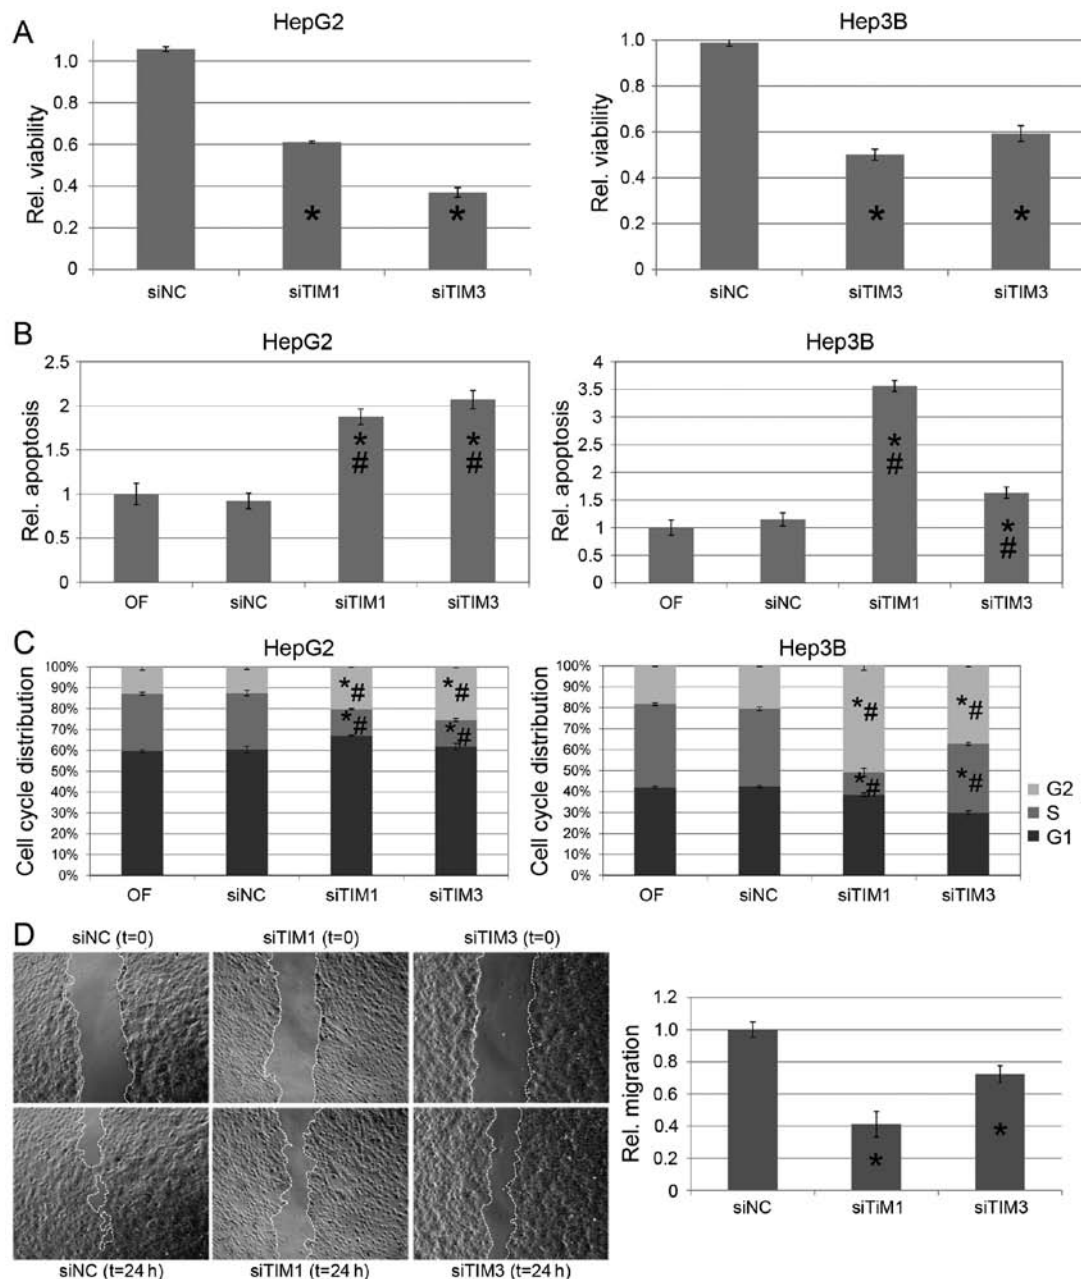 A
HepG2
Rel. viability
1.0
0.8
0.6
0.4
0.2
0
*
*
siNC
siTIM1
siTIM3
Hep3B
Rel. viability
1.0
0.8
0.6
0.4
0.2
0
*
*
siNC
siTIM3
siTIM3
B
HepG2
Rel. apoptosis
2.5
2
1.5
1
0.5
0
*
#
*
#
OF
siNC
siTIM1
siTIM3
Hep3B
Rel. apoptosis
4
3.5
3
2.5
2
1.5
1
0.5
0
*
#
*
#
OF
siNC
siTIM1
siTIM3
C
HepG2
Cell cycle distribution
100%
90%
80%
70%
60%
50%
40%
30%
20%
10%
0%
*#
*#
*#
*#
OF
siNC
siTIM1
siTIM3
Hep3B
Cell cycle distribution
100%
90%
80%
70%
60%
50%
40%
30%
20%
10%
0%
*#
*#
*#
*#
OF
siNC
siTIM1
siTIM3
G2
S
G1
D
siNC (t=0)
siTIM1 (t=0)
siTIM3 (t=0)
siNC (t=24 h)
siTIM1 (t=24 h)
siTIM3 (t=24 h)
Rel. migration
1.2
1.0
0.8
0.6
0.4
0.2
0
*
*
siNC
siTiM1
siTIM3